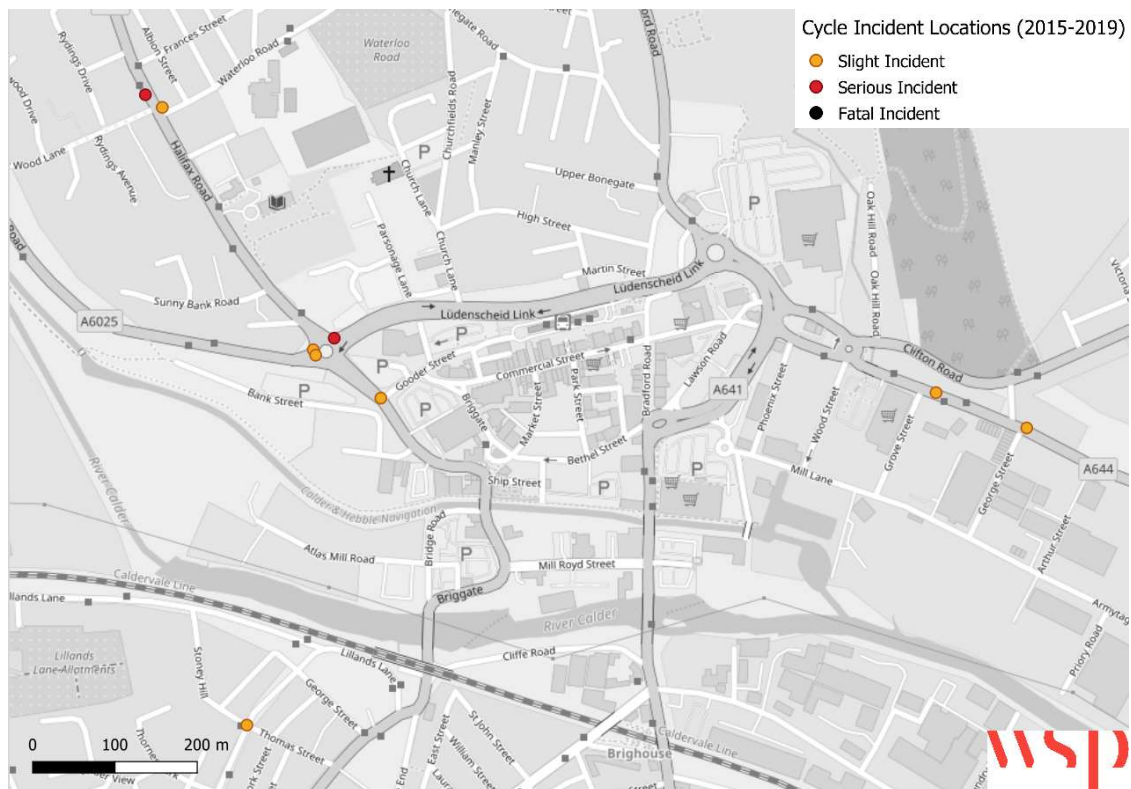 Cycle Incident Locations (2015-2019)
Slight Incident
Serious Incident
Fatal Incident
Rydings Drive
Albion Street
Frances Street
Waterloo Road
Waterloo
Road
Rydings Avenue
Wood Lane
Halifax Road
Churchfields Road
Manley Street
P
Church Lane
Upper Bonegate
High Street
Parsonage Lane
Church Lane
Martin Street
Lüdenscheid Link
Lüdenscheid Link
P
Oak Hill Road
Oak Hill Road
Sunny Bank Road
A6025
Road
P
Gooder Street
Commercial Street
P
P
P
Bank Street
Briggate
Market Street
Park Street
Bradford Road
Lawson Road
A641
Phoenix Street
Wood Street
Clifton Road
Grove Street
George Street
A644
Bethel Street
P
P
P
Mill Lane
Ship Street
River Calder
Calder & Hebble Navigation
Bridge Road
Atlas Mill Road
P
Mill Royd Street
Arthur Street
Priory Road
Caldervale Line
Briggate
River Calder
Lillands
Lane Allotments
Stoney Hill
Lillands Lane
Cliffe Road
George Street
Thomas Street
East Street
St John Street
William Street
Caldervale Line
Brighouse
0 100 200 m
wsp